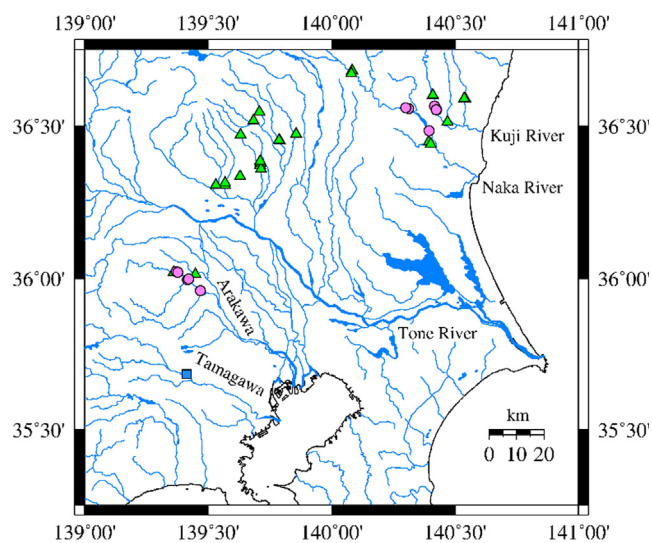 139°00' 139°30' 140°00' 140°30' 141°00'
36°30' 36°30'
Kuji River
Naka River
36°00' 36°00'
Arakawa
Tone River
Tamagawa
km
35°30' 35°30'
0 10 20
139°00' 139°30' 140°00' 140°30' 141°00'